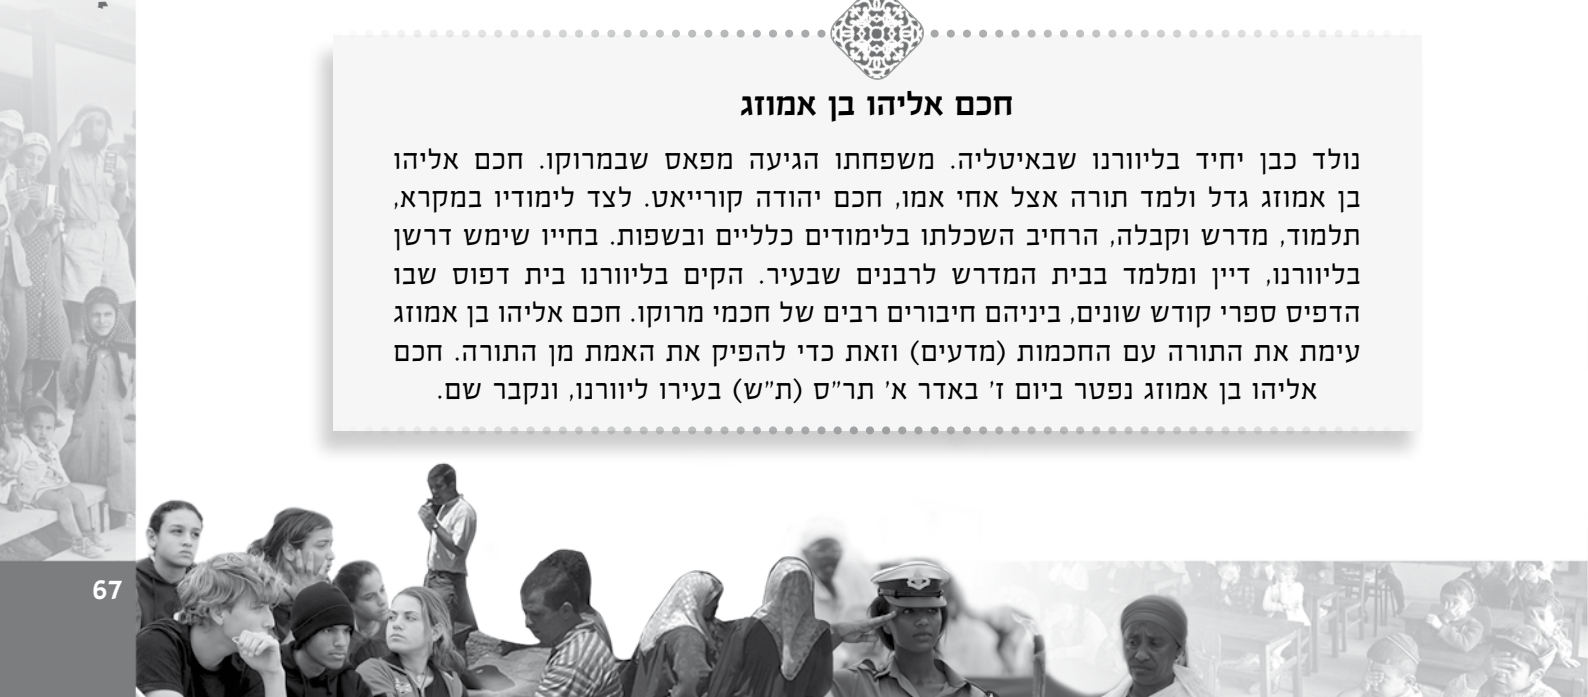 חכם אליהו בן אמוזג
נולד כבן יחיד בליוורנו שבאיטליה. משפחתו הגיעה מפאס שבמרוקו. חכם אליהו
בן אמוזג גדל ולמד תורה אצל אחי אמו, חכם יהודה קורייאט. לצד לימודיו במקרא,
תלמוד, מדרש וקבלה, הרחיב השכלתו בלימודים כלליים ובשפות. בחייו שימש דרשן
בליוורנו, דיין ומלמד בבית המדרש לרבנים שבעיר. הקים בליוורנו בית דפוס שבו
הדפיס ספרי קודש שונים, ביניהם חיבורים רבים של חכמי מרוקו. חכם אליהו בן אמוזג
עימת את התורה עם החכמות (מדעים) וזאת כדי להפיק את האמת מן התורה. חכם
אליהו בן אמוזג נפטר ביום ז' באדר א' תר"ס (ת"ש) בעירו ליוורנו, ונקבר שם.
67